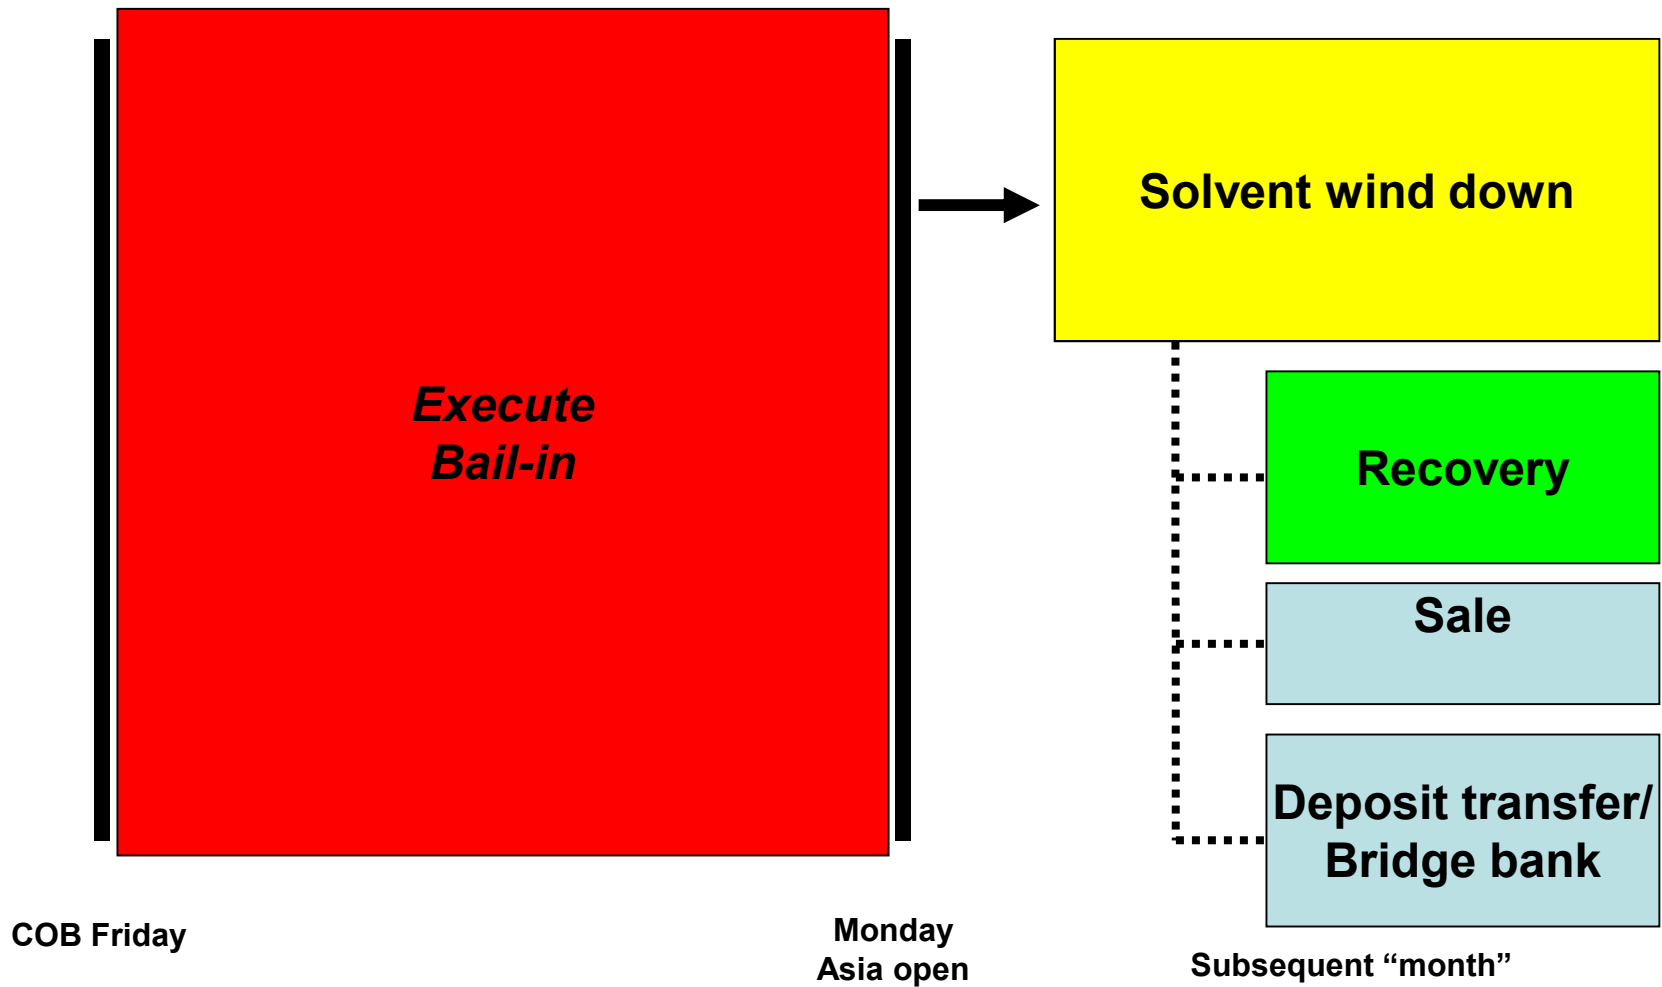 Execute
Bail-in
Solvent wind down
Recovery
Sale
Deposit transfer/
Bridge bank
COB Friday
Monday
Asia open
Subsequent “month”